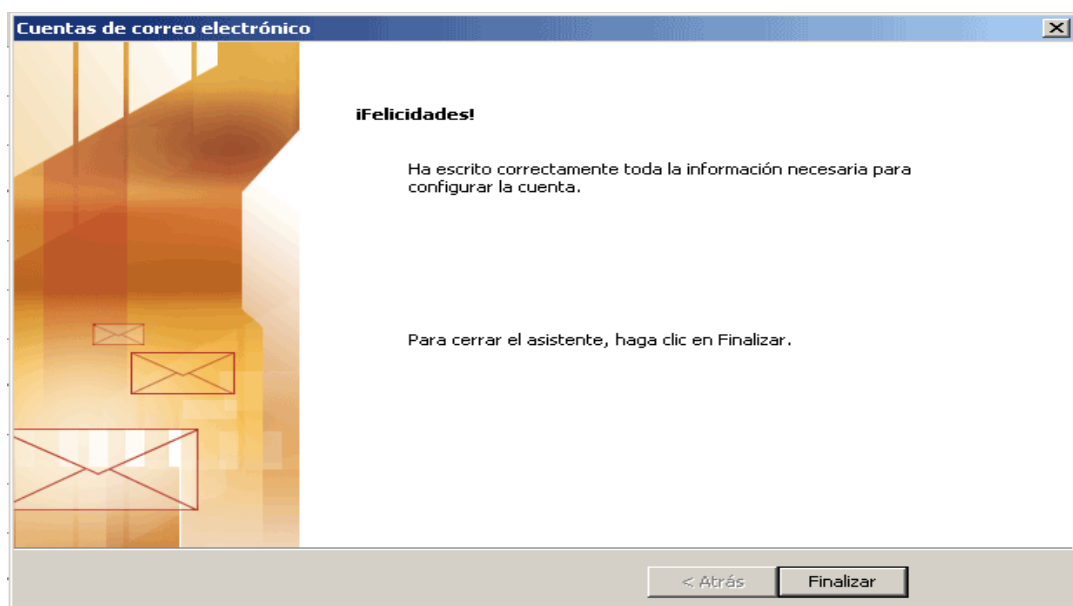 Cuentas de correo electrónico
¡Felicidades!
Ha escrito correctamente toda la información necesaria para
configurar la cuenta.
Para cerrar el asistente, haga clic en Finalizar.
< Atrás
Finalizar